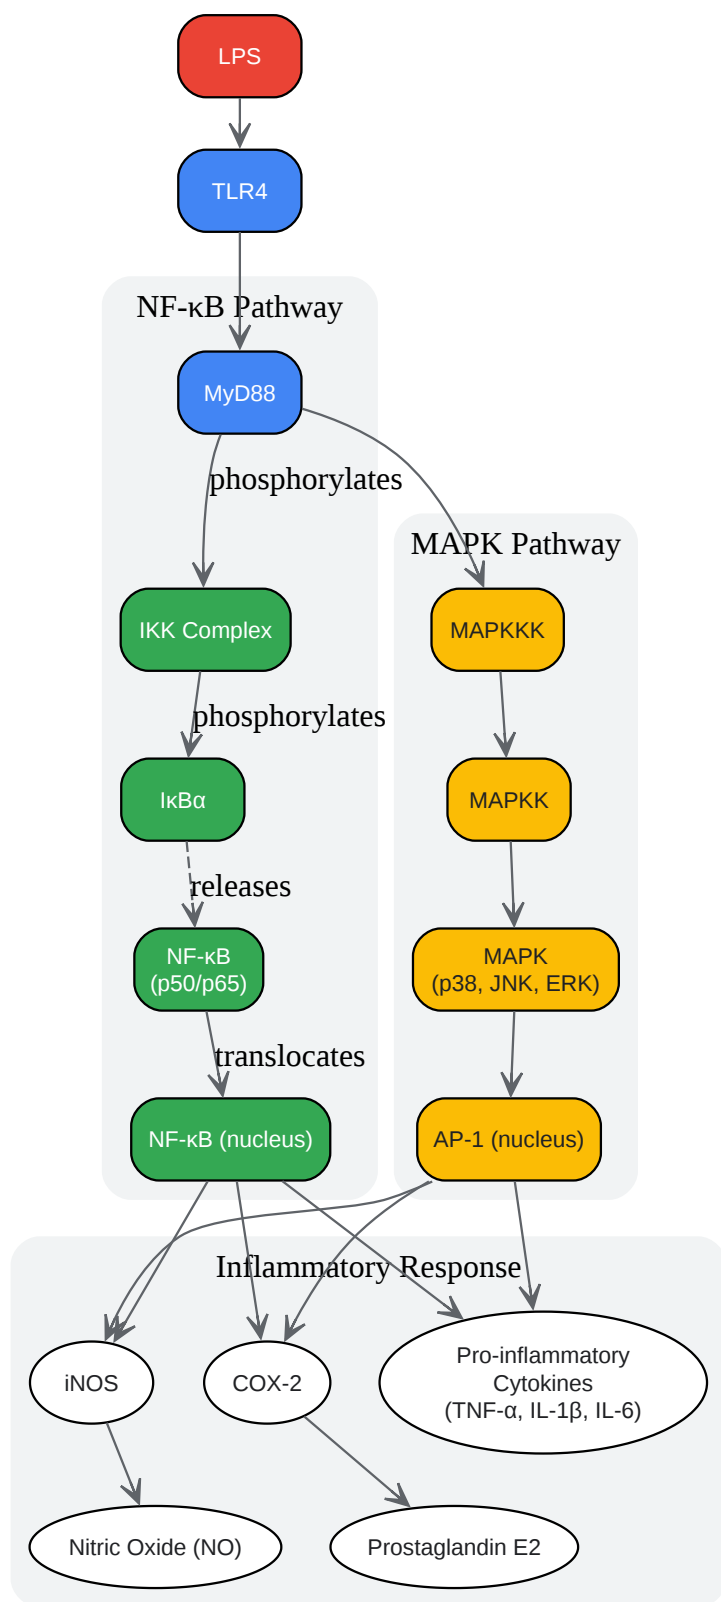 LPS
TLR4
NF-κB Pathway
MyD88
phosphorylates
MAPK Pathway
IKK Complex
MAPKKK
phosphorylates
IκBα
MAPKK
releases
NF-κB
(p50/p65)
MAPK
(p38, JNK, ERK)
translocates
NF-κB (nucleus)
AP-1 (nucleus)
Inflammatory Response
iNOS
COX-2
Pro-inflammatory
Cytokines
(TNF-α, IL-1β, IL-6)
Nitric Oxide (NO)
Prostaglandin E2